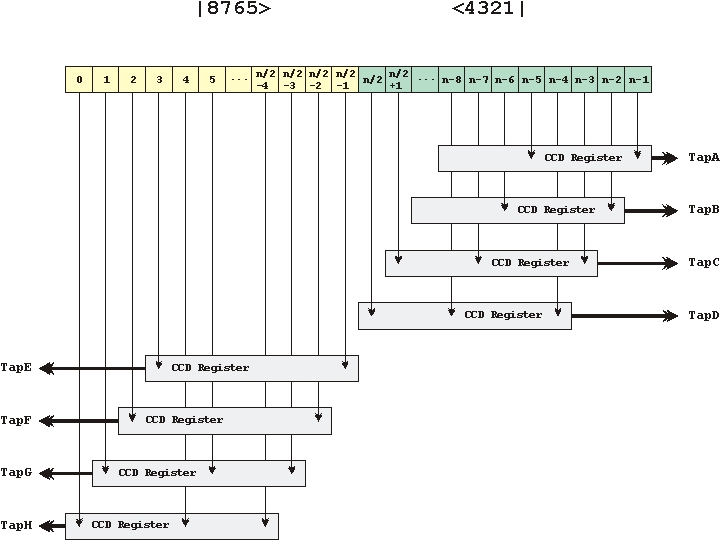 |8765> <4321|
0 1 2 3 4 5 ... n/2-4 n/2-3 n/2-2 n/2-1 n/2 n/2+1 ... n-8 n-7 n-6 n-5 n-4 n-3 n-2 n-1
CCD Register TapA
CCD Register TapB
CCD Register TapC
CCD Register TapD
TapE CCD Register
TapF CCD Register
TapG CCD Register
TapH CCD Register